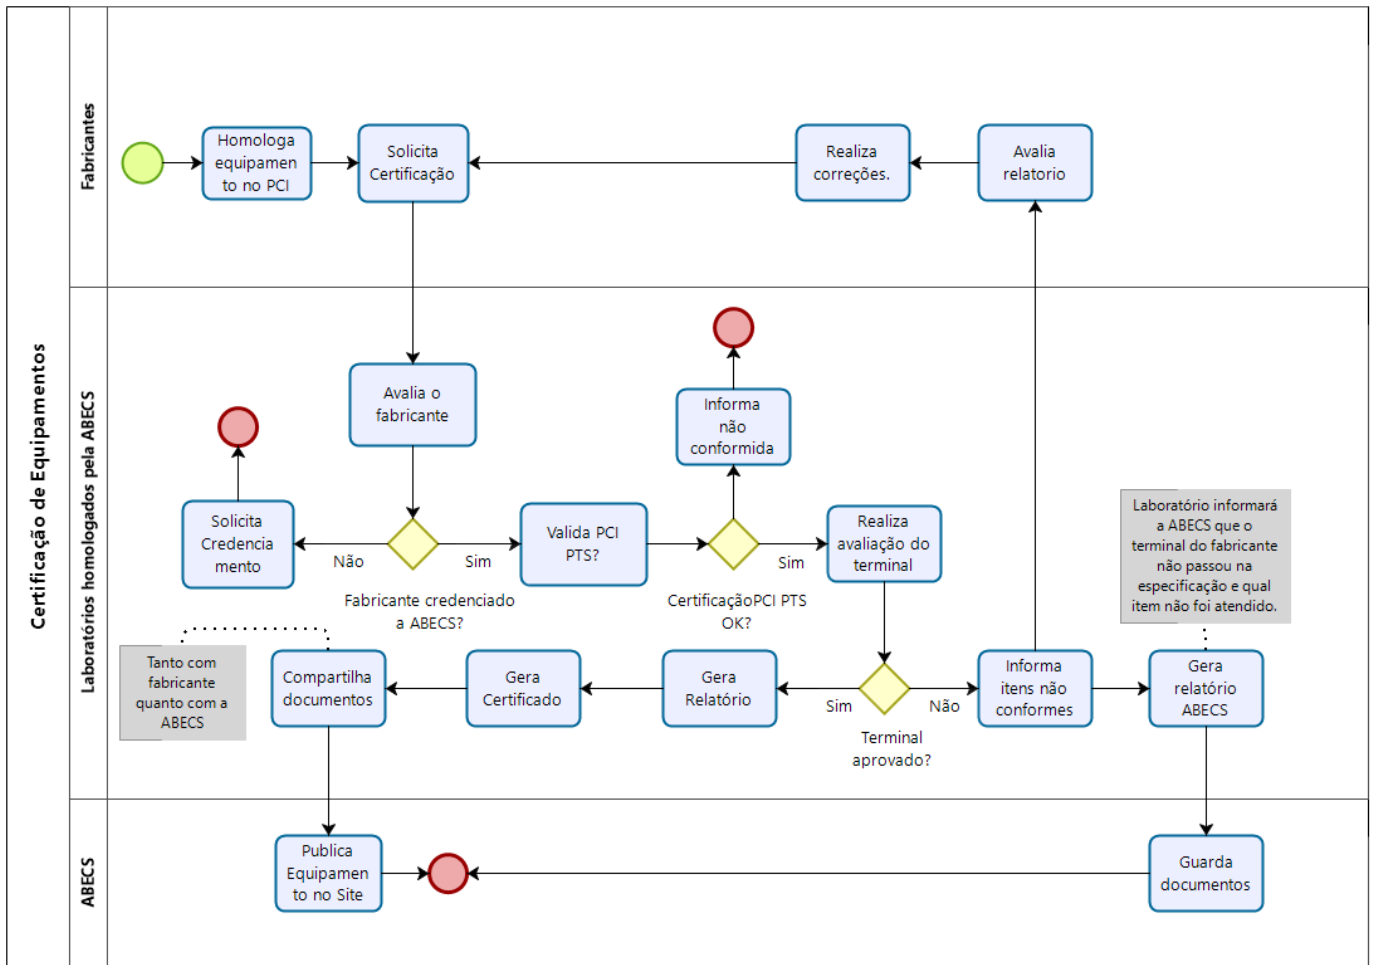 Certificação de Equipamentos
Fabricantes
Homologa
equipamen
to no PCI
Solicita
Certificação
Realiza
correções.
Avalia
relatorio
Laboratórios homologados pela ABECS
Avalia o
fabricante
Informa
não
conformida
Solicita
Credencia
mento
Não
Sim
Fabricante credenciado
a ABECS?
Valida PCI
PTS?
CertificaçãoPCI PTS
OK?
Sim
Realiza
avaliação do
terminal
Laboratório informará
a ABECS que o
terminal do fabricante
não passou na
especificação e qual
item não foi atendido.
Tanto com
fabricante
quanto com a
ABECS
Compartilha
documentos
Gera
Certificado
Gera
Relatório
Sim
Não
Terminal
aprovado?
Informa
itens não
conformes
Gera
relatório
ABECS
ABECS
Publica
Equipamen
to no Site
Guarda
documentos